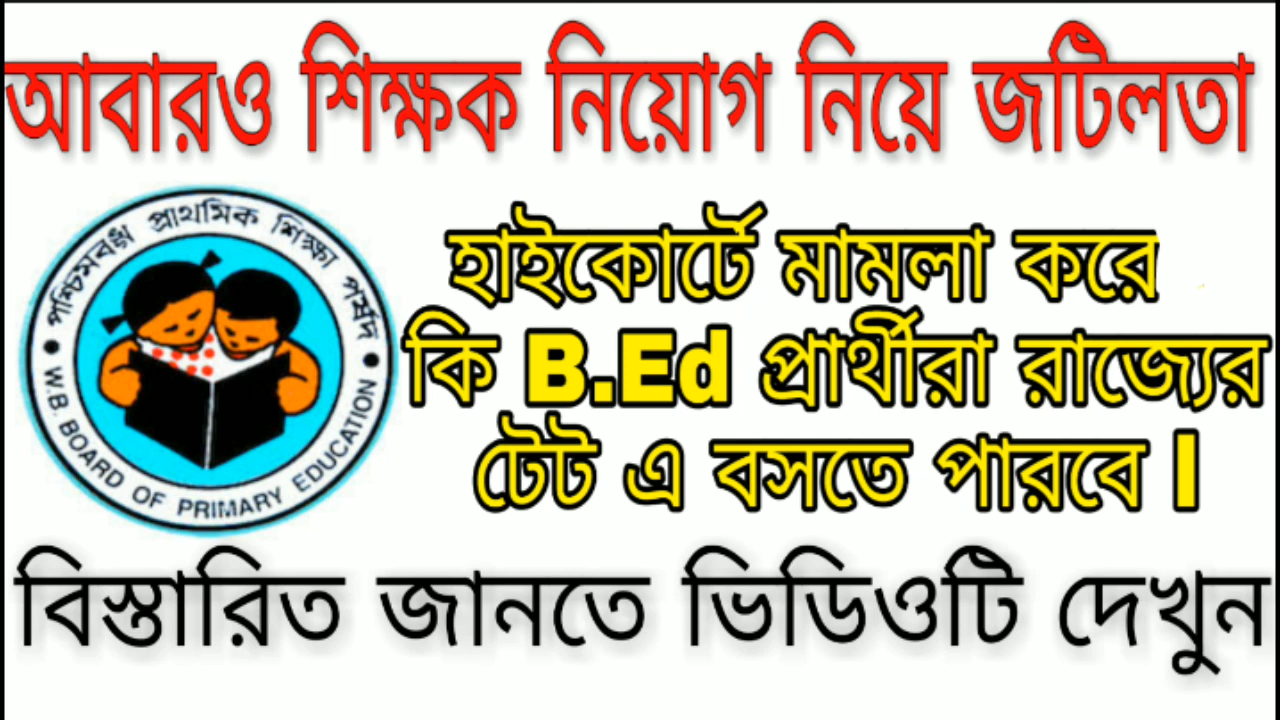 আবারও শিক্ষক নিয়োগ নিয়ে জটিলতা
পশ্চিমবঙ্গ প্রাথমিক শিক্ষা পর্ষদ
W.B. BOARD OF PRIMARY EDUCATION
হাইকোর্টে মামলা করে
কি B.Ed প্রার্থীরা রাজ্যের
টেট এ বসতে পারবে।
বিস্তারিত জানতে ভিডিওটি দেখুন